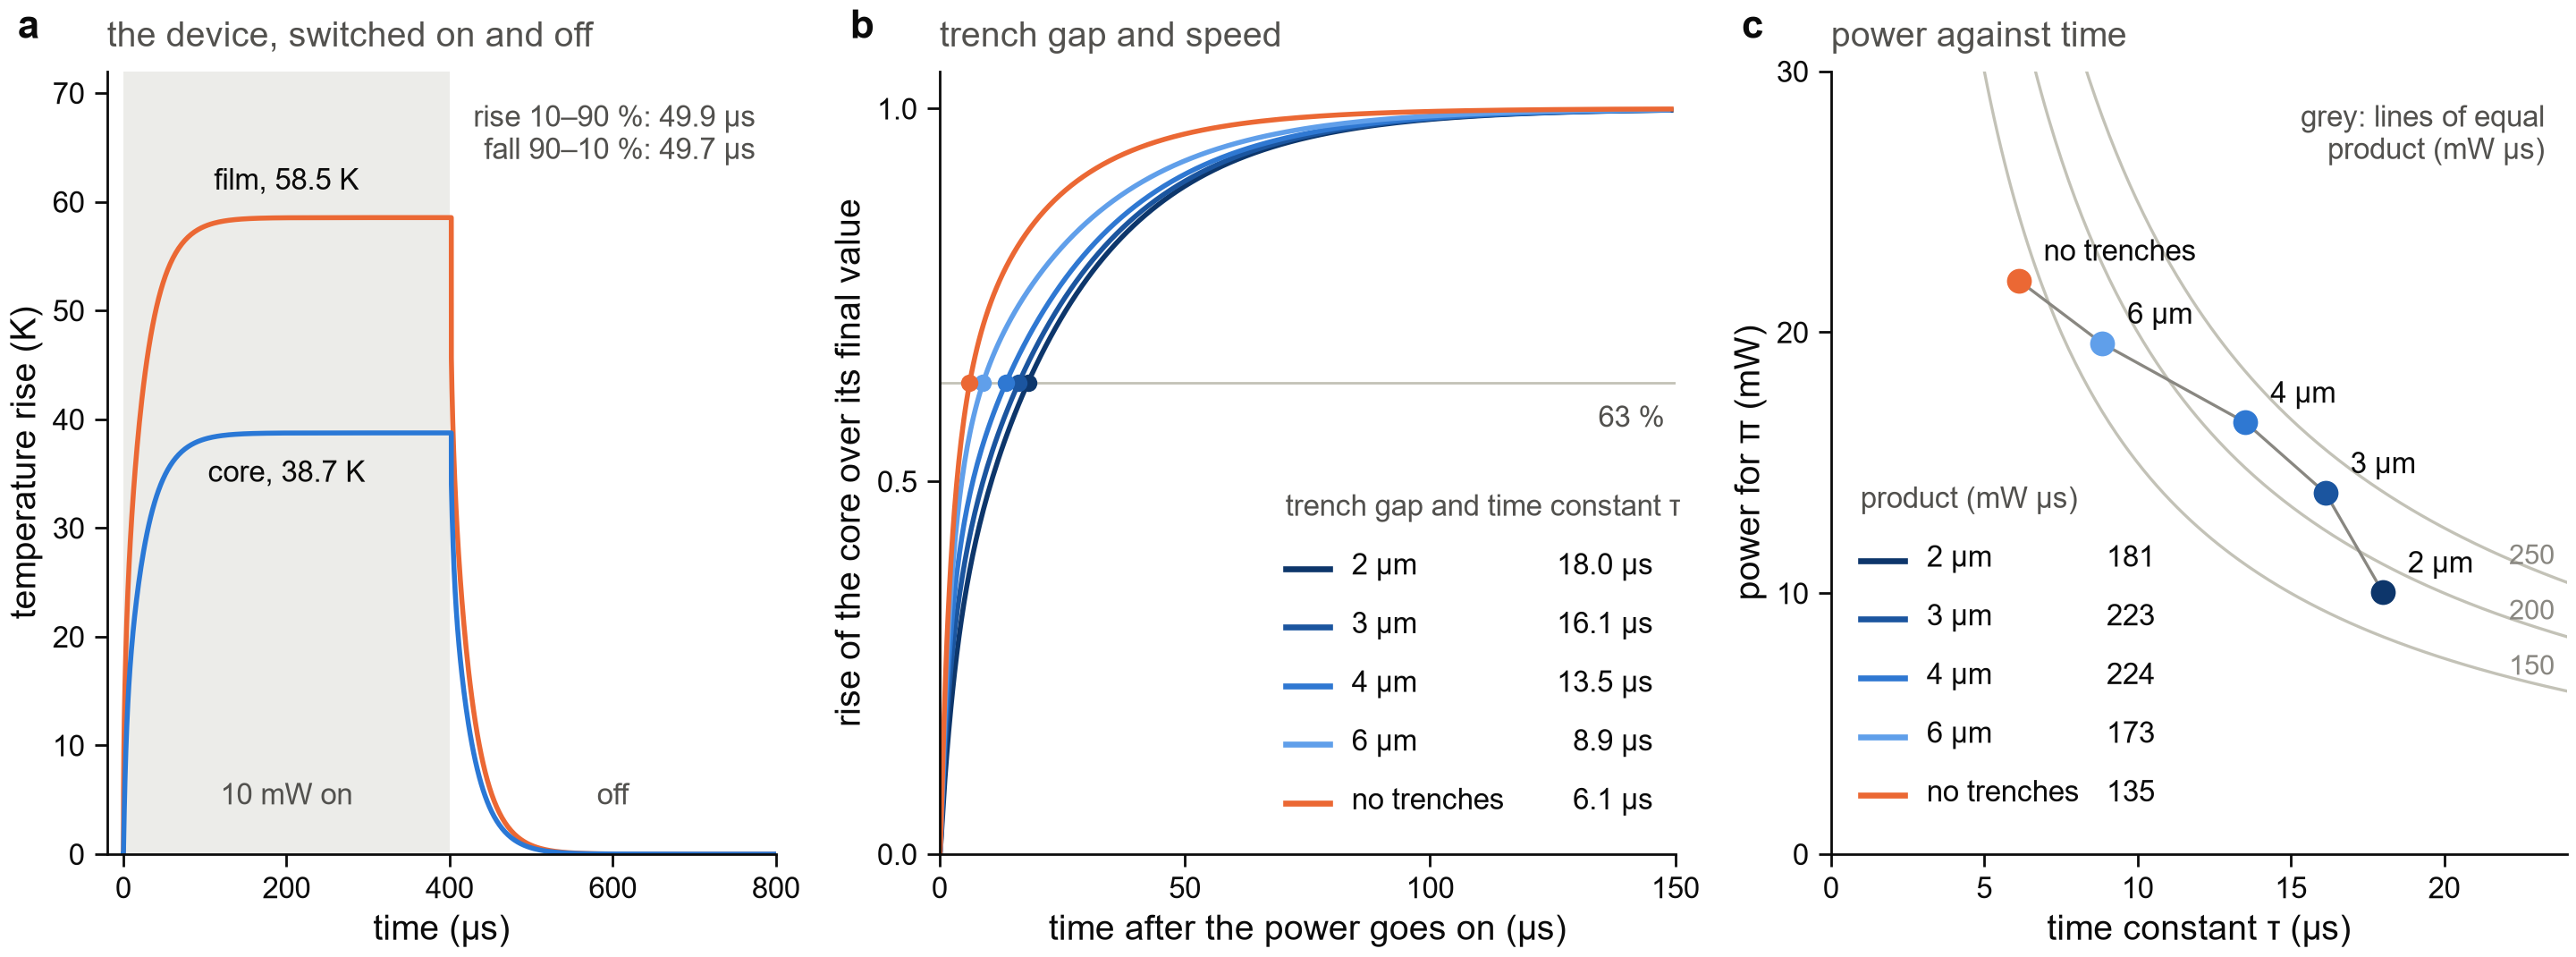 a
the device, switched on and off
temperature rise (K)
70
60
50
40
30
20
10
0
rise 10–90 %: 49.9 µs
fall 90–10 %: 49.7 µs
film, 58.5 K
core, 38.7 K
10 mW on
off
0
200
400
600
800
time (µs)
b
trench gap and speed
rise of the core over its final value
1.0
0.5
0.0
63 %
trench gap and time constant τ
2 µm 18.0 µs
3 µm 16.1 µs
4 µm 13.5 µs
6 µm 8.9 µs
no trenches 6.1 µs
0
50
100
150
time after the power goes on (µs)
c
power against time
power for π (mW)
30
20
10
0
grey: lines of equal
product (mW µs)
no trenches
6 µm
4 µm
3 µm
2 µm
250
200
150
product (mW µs)
2 µm 181
3 µm 223
4 µm 224
6 µm 173
no trenches 135
0
5
10
15
20
time constant τ (µs)